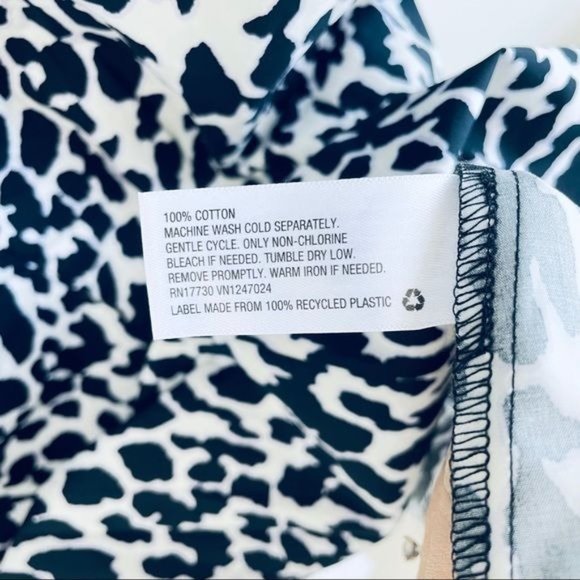 100% COTTON
MACHINE WASH COLD SEPARATELY.
GENTLE CYCLE. ONLY NON-CHLORINE
BLEACH IF NEEDED. TUMBLE DRY LOW.
REMOVE PROMPTLY. WARM IRON IF NEEDED.
RN17730 VN1247024
LABEL MADE FROM 100% RECYCLED PLASTIC